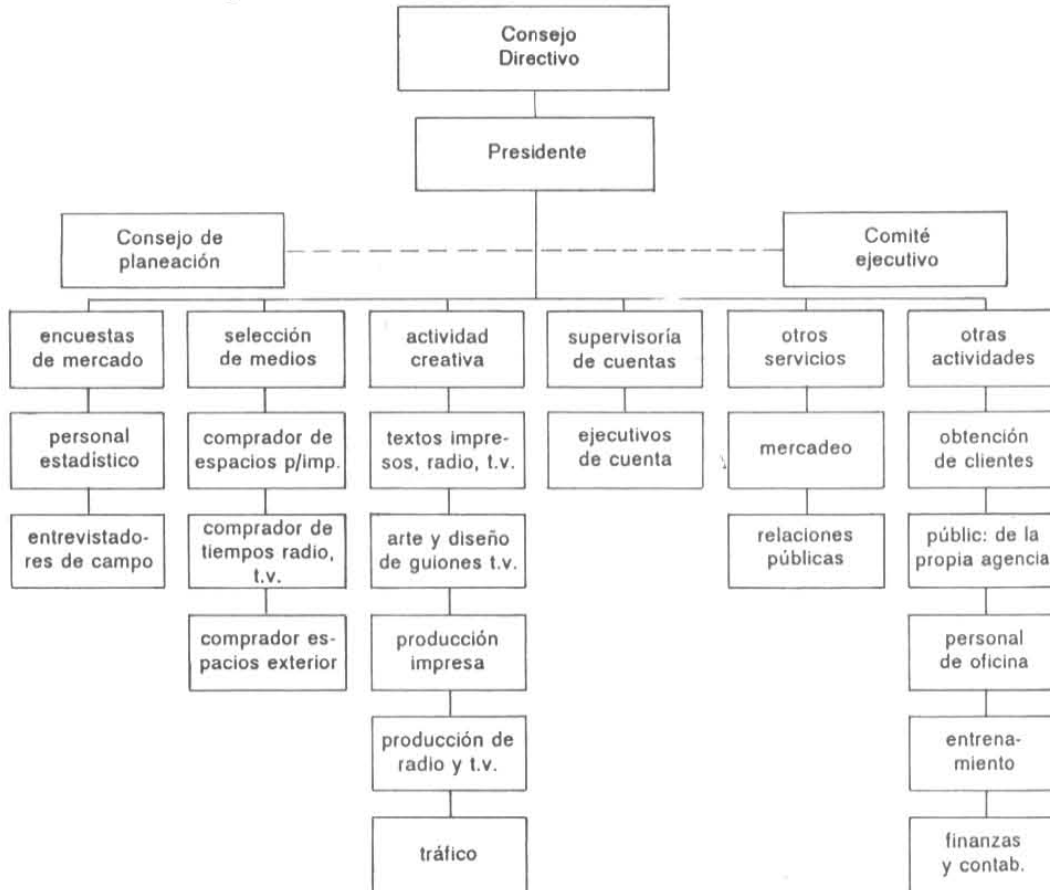 Consejo
Directivo
Presidente
Consejo de
planeación
Comité
ejecutivo
encuestas
de mercado
selección
de medios
actividad
creativa
supervisoría
de cuentas
otros
servicios
otras
actividades
personal
estadístico
comprador de
espacios p/imp.
textos impre-
sos, radio, t.v.
ejecutivos
de cuenta
mercadeo
obtención
de clientes
entrevistado-
res de campo
comprador de
tiempos radio,
t.v.
arte y diseño
de guiones t.v.
relaciones
públicas
públic: de la
propia agencia
comprador es-
pacios exterior
producción
impresa
personal
de oficina
producción de
radio y t.v.
entrena-
miento
tráfico
finanzas
y contab.